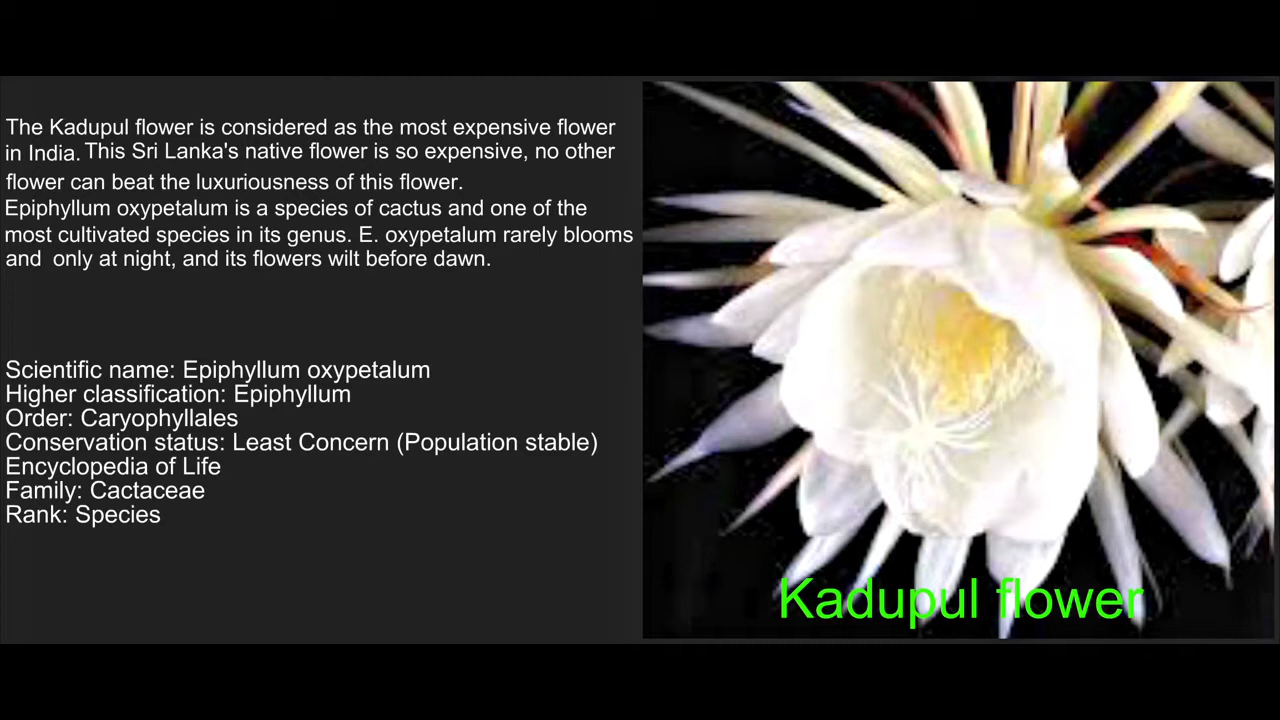 The Kadupul flower is considered as the most expensive flower
in India. This Sri Lanka's native flower is so expensive, no other
flower can beat the luxuriousness of this flower.
Epiphyllum oxypetalum is a species of cactus and one of the
most cultivated species in its genus. E. oxypetalum rarely blooms
and  only at night, and its flowers wilt before dawn.
Scientific name: Epiphyllum oxypetalum
Higher classification: Epiphyllum
Order: Caryophyllales
Conservation status: Least Concern (Population stable)
Encyclopedia of Life
Family: Cactaceae
Rank: Species
Kadupul flower